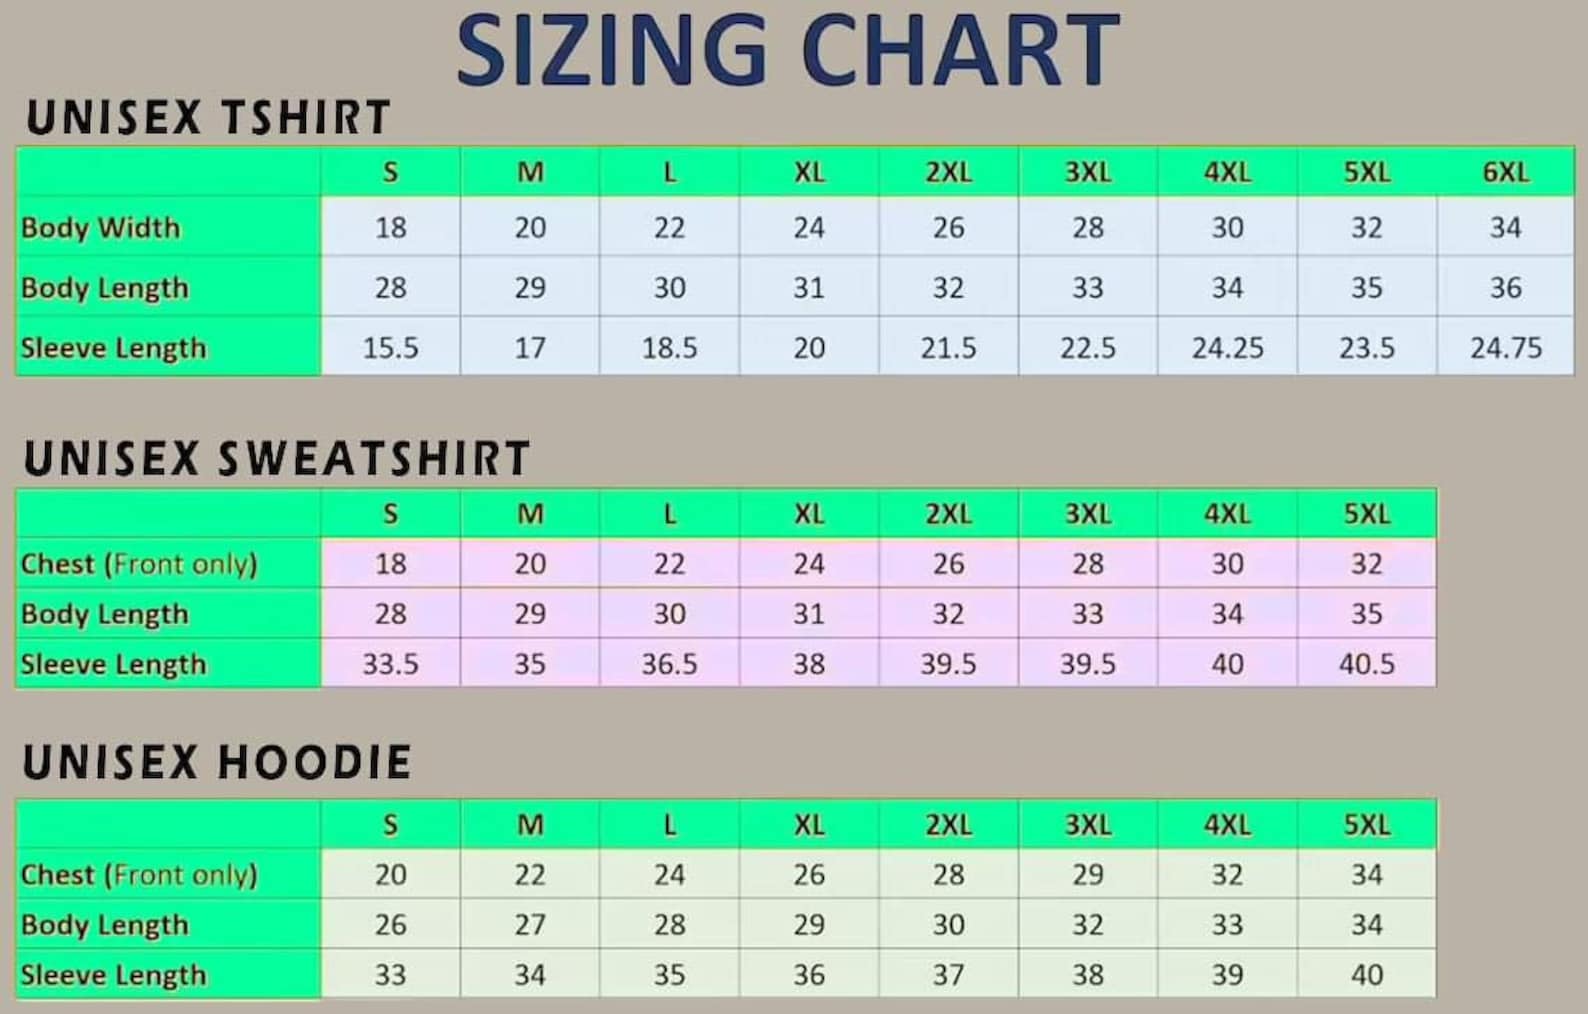 SIZING CHART
UNISEX TSHIRT
S M L XL 2XL 3XL 4XL 5XL 6XL
Body Width 18 20 22 24 26 28 30 32 34
Body Length 28 29 30 31 32 33 34 35 36
Sleeve Length 15.5 17 18.5 20 21.5 22.5 24.25 23.5 24.75
UNISEX SWEATSHIRT
S M L XL 2XL 3XL 4XL 5XL
Chest (Front only) 18 20 22 24 26 28 30 32
Body Length 28 29 30 31 32 33 34 35
Sleeve Length 33.5 35 36.5 38 39.5 39.5 40 40.5
UNISEX HOODIE
S M L XL 2XL 3XL 4XL 5XL
Chest (Front only) 20 22 24 26 28 29 32 34
Body Length 26 27 28 29 30 32 33 34
Sleeve Length 33 34 35 36 37 38 39 40